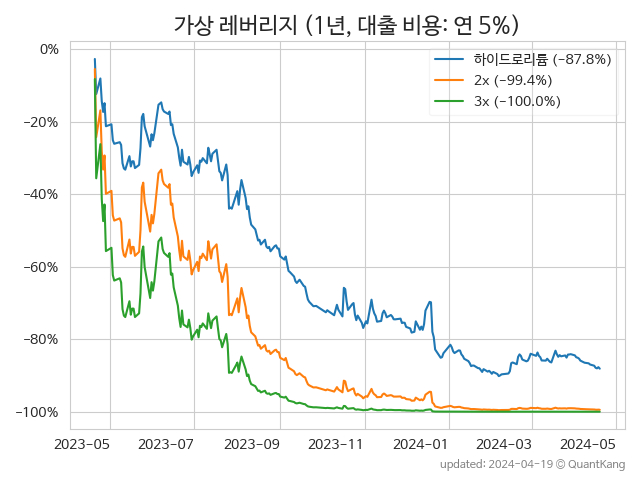 가상 레버리지 (1년, 대출 비용: 연 5%)
하이드로리튬 (−87.8%)
2x (−99.4%)
3x (−100.0%)
0%
−20%
−40%
−60%
−80%
−100%
2023-05 2023-07 2023-09 2023-11 2024-01 2024-03 2024-05
updated: 2024-04-19 © QuantKang